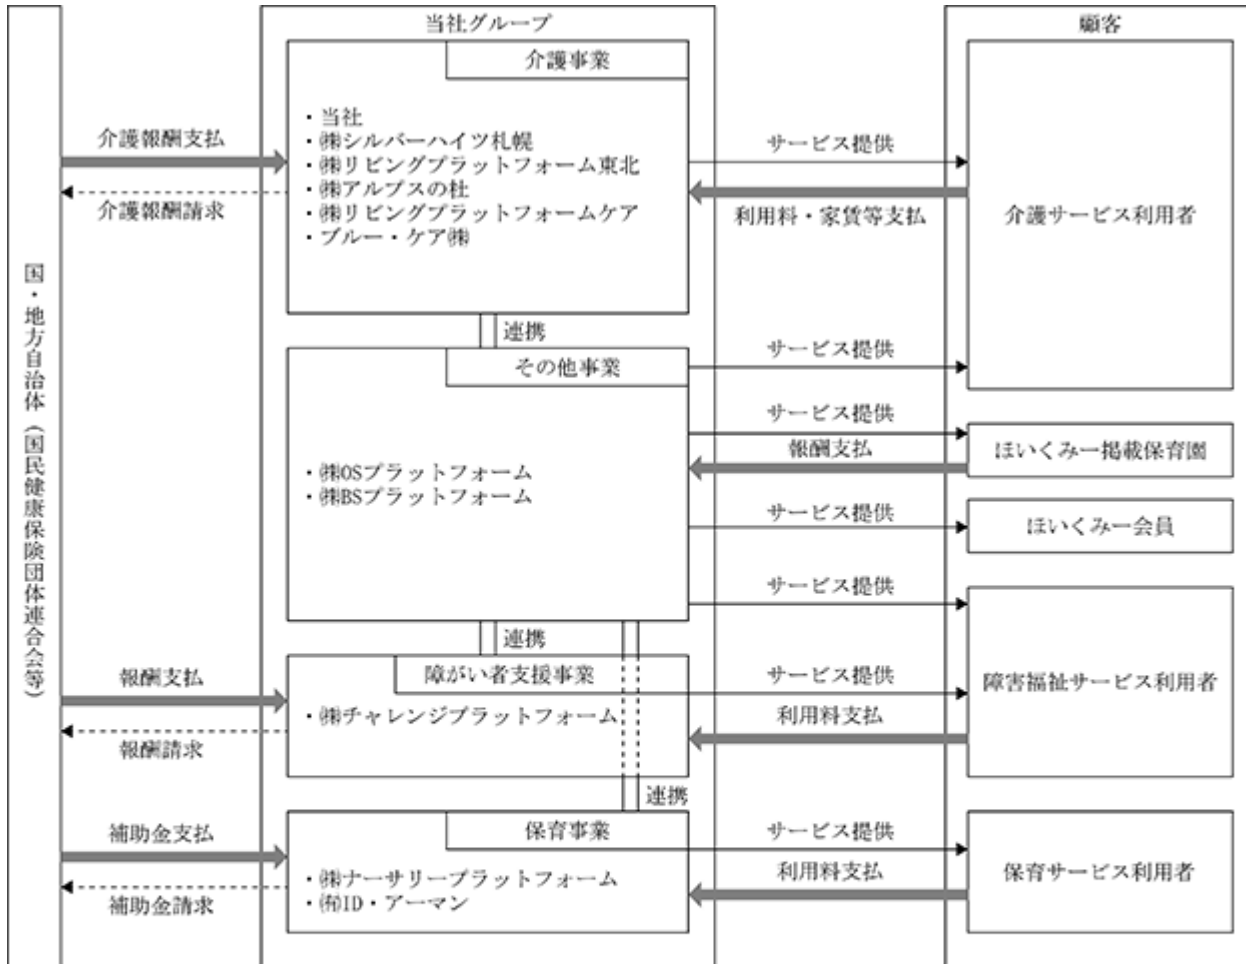 当社グループ
顧客
国・地方自治体（国民健康保険団体連合会等）
介護事業
・当社
・㈱シルバーハイツ札幌
・㈱リビングプラットフォーム東北
・㈱アルプスの杜
・㈱リビングプラットフォームケア
・ブルー・ケア㈱
介護報酬支払
介護報酬請求
サービス提供
利用料・家賃等支払
介護サービス利用者
連携
その他事業
・㈱OSプラットフォーム
・㈱BSプラットフォーム
サービス提供
サービス提供
報酬支払
ほいくみー掲載保育園
サービス提供
ほいくみー会員
サービス提供
連携
障がい者支援事業
・㈱チャレンジプラットフォーム
報酬支払
報酬請求
サービス提供
利用料支払
障害福祉サービス利用者
連携
保育事業
・㈱ナーサリープラットフォーム
・㈲ID・アーマン
補助金支払
補助金請求
サービス提供
利用料支払
保育サービス利用者